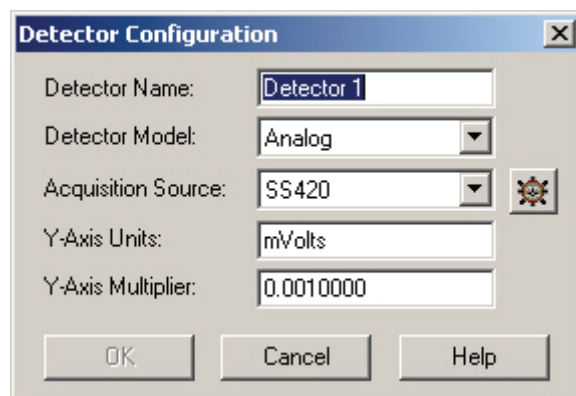 Detector Configuration
Detector Name: Detector 1
Detector Model: Analog
Acquisition Source: SS420
Y-Axis Units: mVolts
Y-Axis Multiplier: 0.0010000
OK Cancel Help